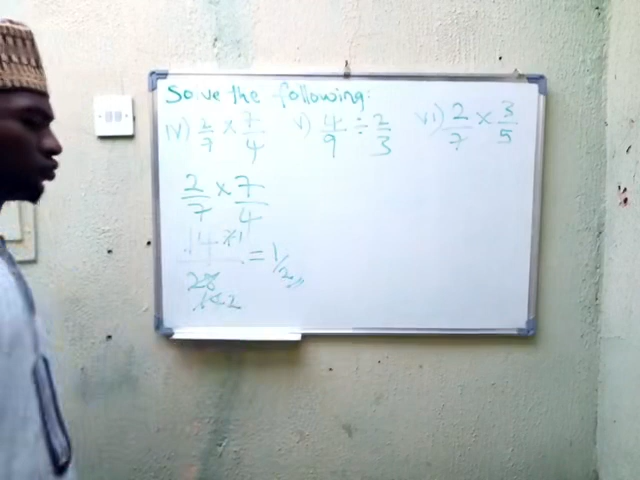 Solve the following:
iv) 2/7 × 7/4 v) 4/9 ÷ 2/3 vi) 2/7 × 3/5
2/7 × 7/4
14 / 28 = 1/2
14 2